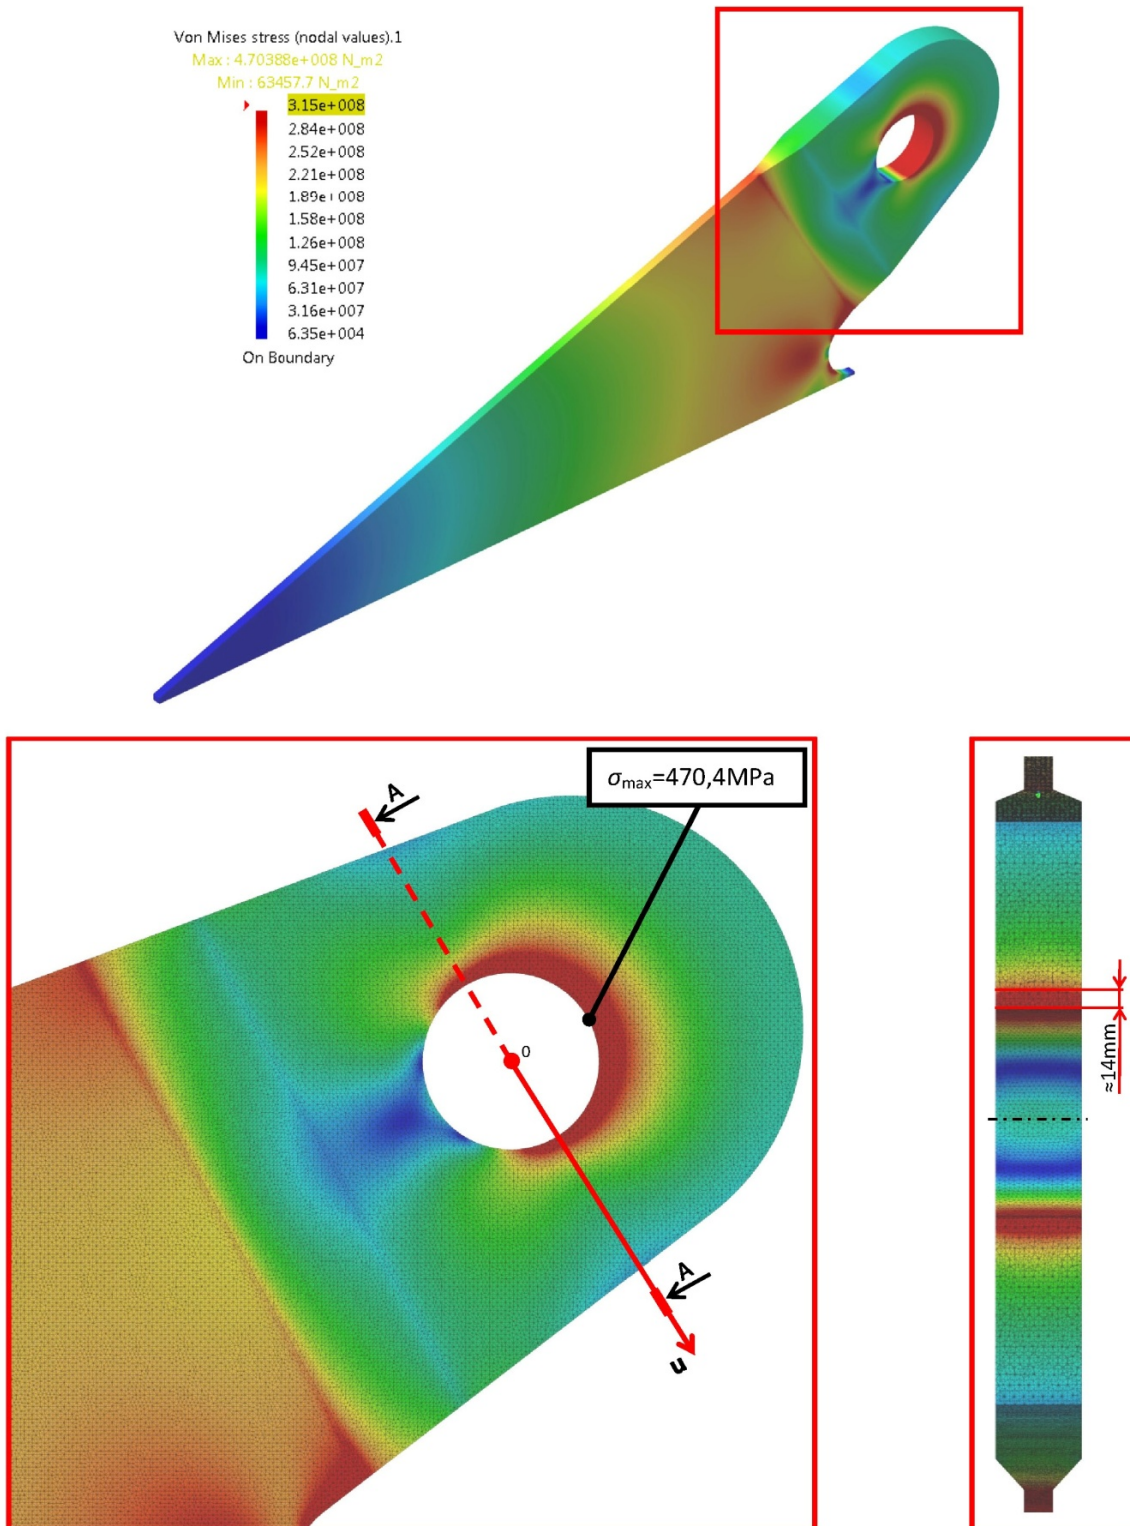 Von Mises stress (nodal values).1
Max : 4.70388e+008 N_m2
Min : 63457.7 N_m2
3.15e+008
2.84e+008
2.52e+008
2.21e+008
1.89e+008
1.58e+008
1.26e+008
9.45e+007
6.31e+007
3.16e+007
6.35e+004
On Boundary
σmax=470,4MPa
A
0
A
u
≈14mm